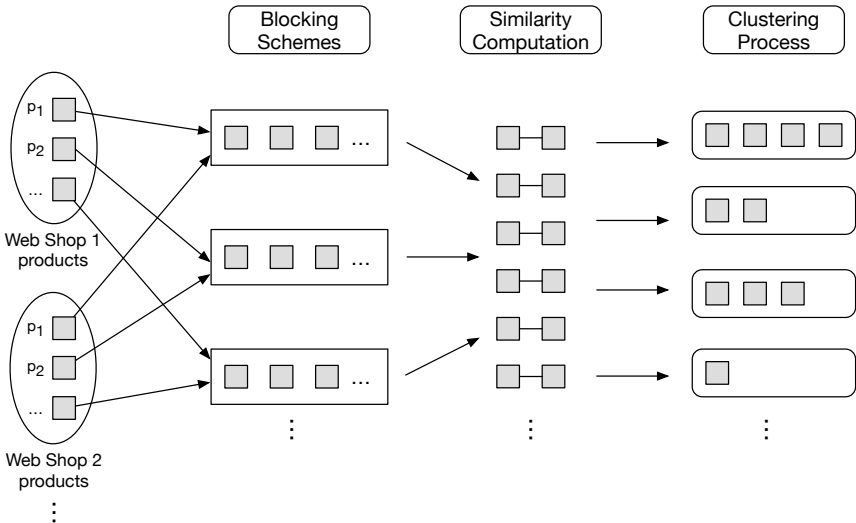 Blocking
Schemes
Similarity
Computation
Clustering
Process
p1
p2
...
Web Shop 1
products
p1
p2
...
Web Shop 2
products
...
...
...
...
...
...
...